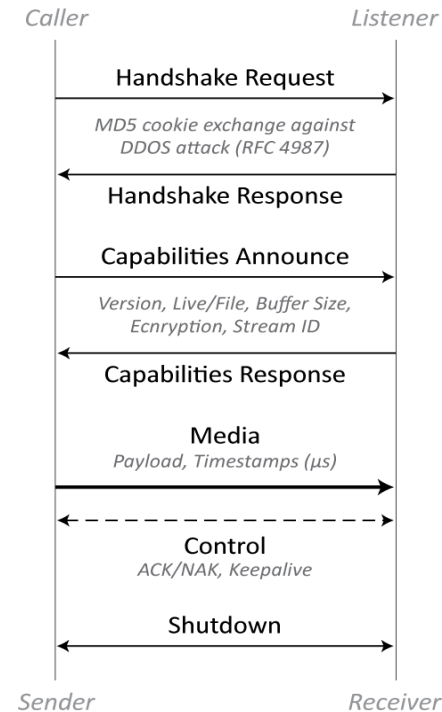 Caller Listener
Handshake Request
MD5 cookie exchange against
DDOS attack (RFC 4987)
Handshake Response
Capabilities Announce
Version, Live/File, Buffer Size,
Ecnryption, Stream ID
Capabilities Response
Media
Payload, Timestamps (μs)
Control
ACK/NAK, Keepalive
Shutdown
Sender Receiver